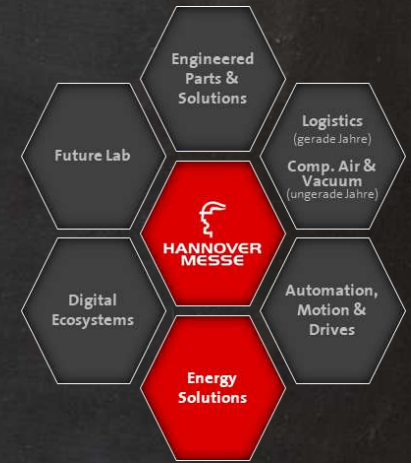 Engineered
Parts &
Solutions
Future Lab
Logistics
(gerade Jahre)
Comp. Air &
Vacuum
(ungerade Jahre)
HANNOVER
MESSE
Digital
Ecosystems
Automation,
Motion &
Drives
Energy
Solutions